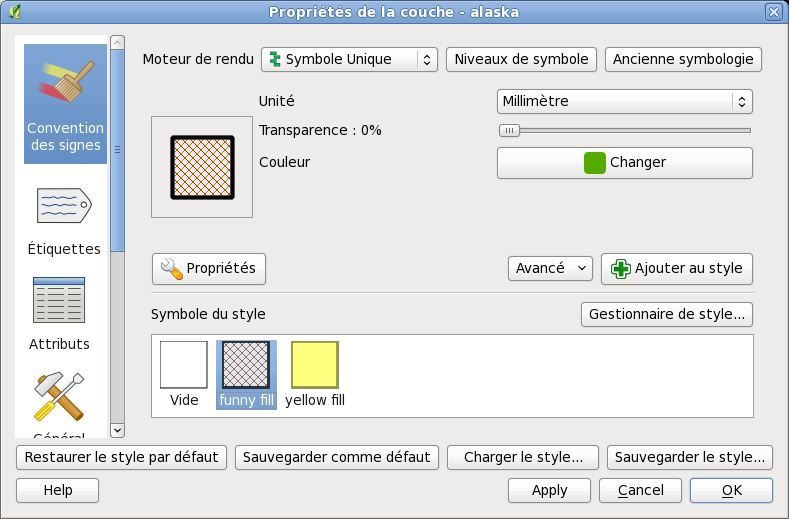 Propriétés de la couche - alaska
Moteur de rendu
Symbole Unique
Niveaux de symbole
Ancienne symbologie
Unité
Millimètre
Transparence : 0%
Couleur
Changer
Convention
des signes
Étiquettes
Attributs
Général
Propriétés
Avancé
Ajouter au style
Symbole du style
Gestionnaire de style...
Vide
funny fill
yellow fill
Restaurer le style par défaut
Sauvegarder comme défaut
Charger le style...
Sauvegarder le style...
Help
Apply
Cancel
OK